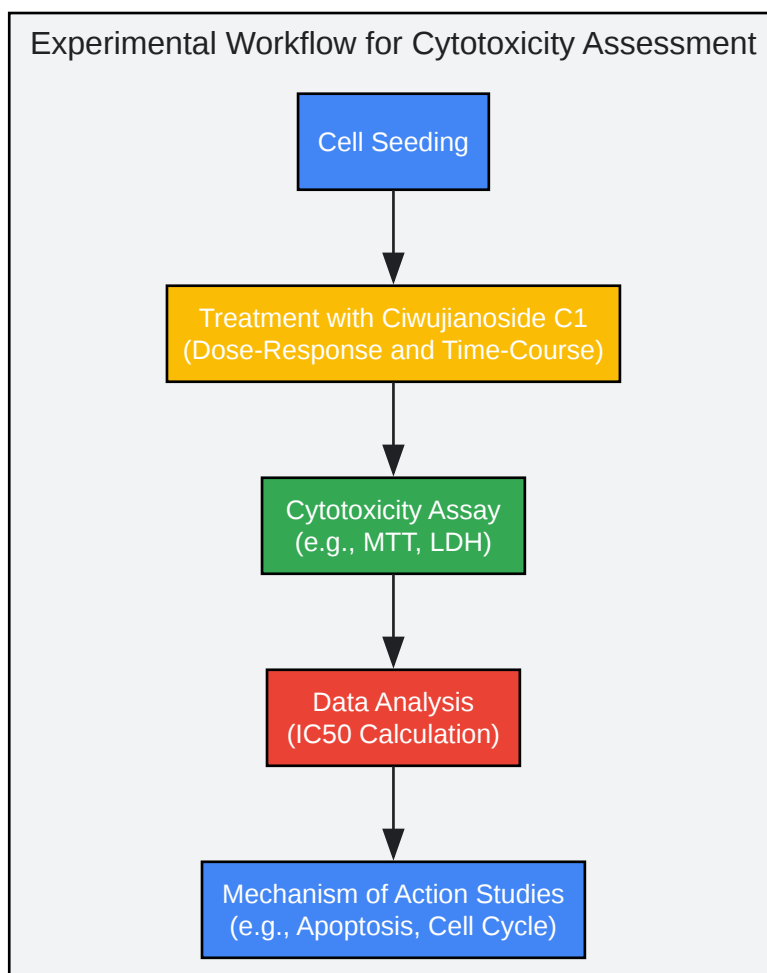 Experimental Workflow for Cytotoxicity Assessment
Cell Seeding
Treatment with Ciwujianoside C1
(Dose-Response and Time-Course)
Cytotoxicity Assay
(e.g., MTT, LDH)
Data Analysis
(IC50 Calculation)
Mechanism of Action Studies
(e.g., Apoptosis, Cell Cycle)